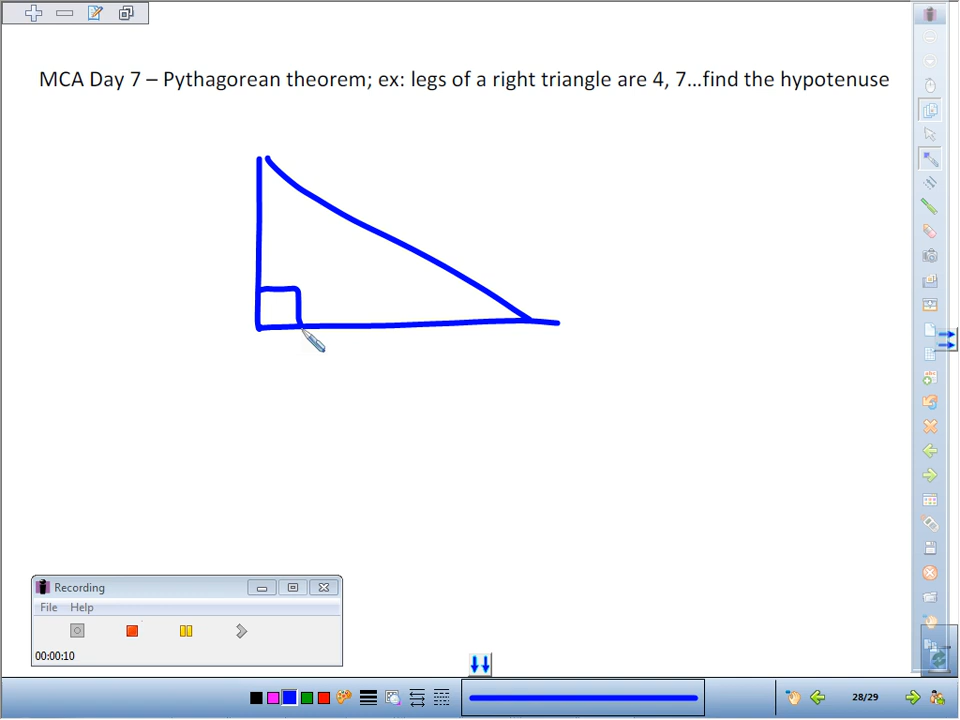 MCA Day 7 – Pythagorean theorem; ex: legs of a right triangle are 4, 7…find the hypotenuse
Recording
File Help
00:00:10
28/29